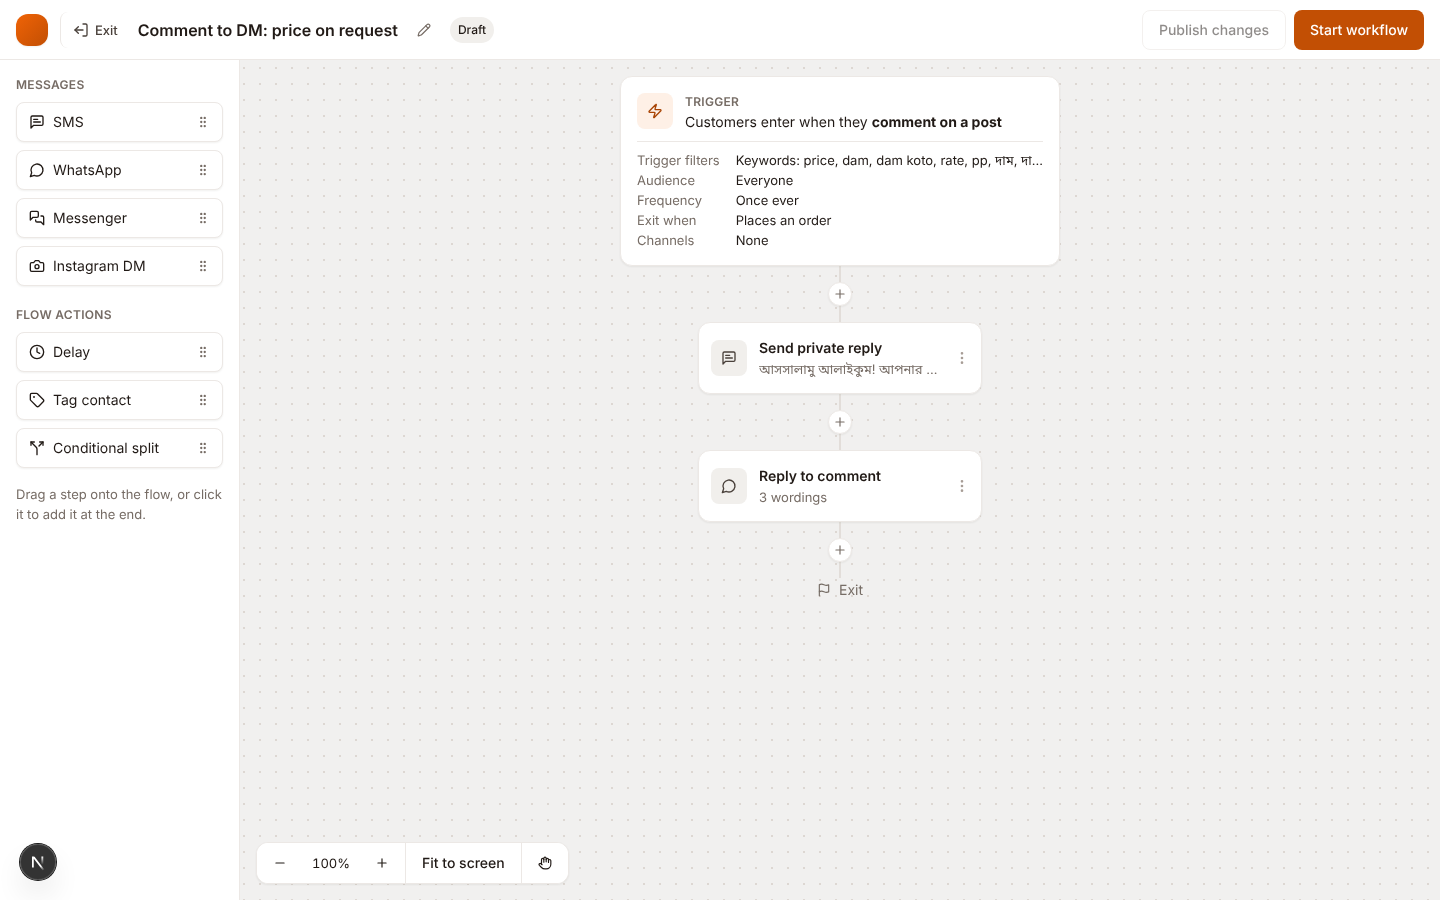 Exit
Comment to DM: price on request
Draft
Publish changes
Start workflow
MESSAGES
SMS
WhatsApp
Messenger
Instagram DM
FLOW ACTIONS
Delay
Tag contact
Conditional split
Drag a step onto the flow, or click
it to add it at the end.
TRIGGER
Customers enter when they comment on a post
Trigger filters Keywords: price, dam, dam koto, rate, pp, দাম, দা...
Audience Everyone
Frequency Once ever
Exit when Places an order
Channels None
Send private reply
আসসালামু আলাইকুম! আপনার ...
Reply to comment
3 wordings
Exit
100%
Fit to screen
N